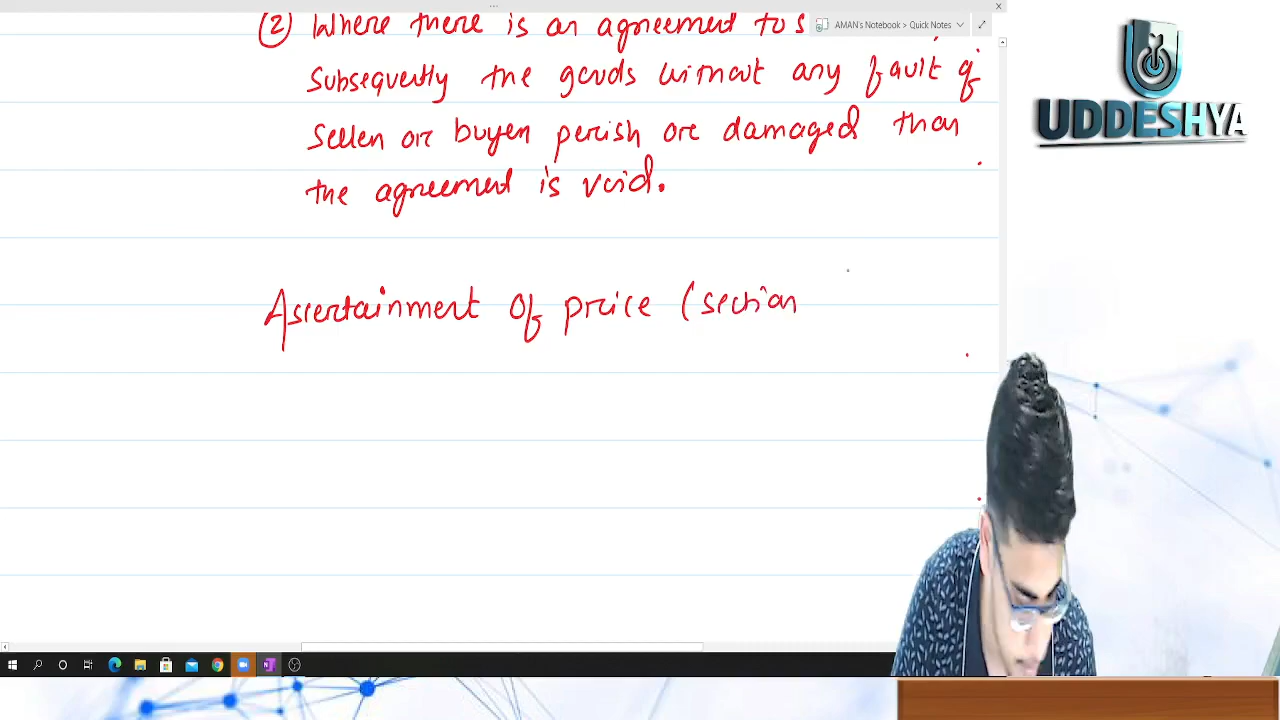 ② Where there is an agreement to s
AMAN's Notebook > Quick Notes
Subsequently the goods without any fault of
seller or buyer perish or damaged than
the agreement is void.
Ascertainment of price (section
UDDESHYA